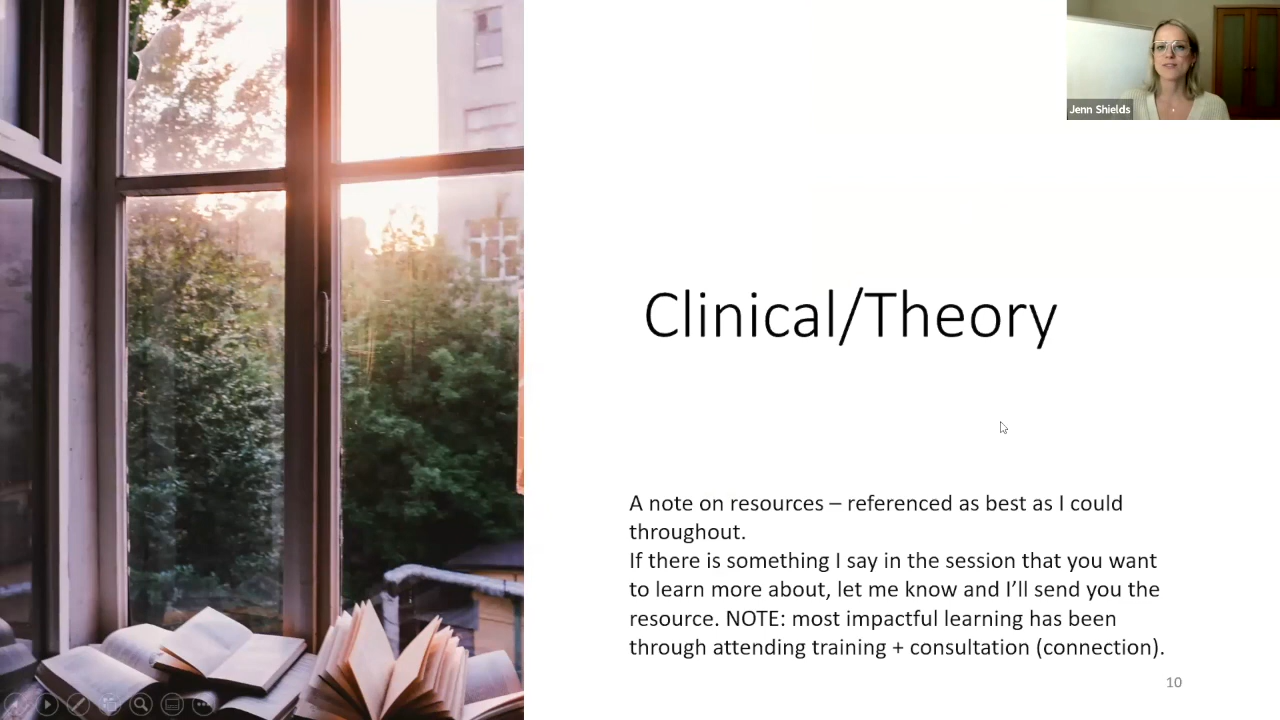 Jenn Shields
Clinical/Theory
A note on resources – referenced as best as I could
throughout.
If there is something I say in the session that you want
to learn more about, let me know and I’ll send you the
resource. NOTE: most impactful learning has been
through attending training + consultation (connection).
10